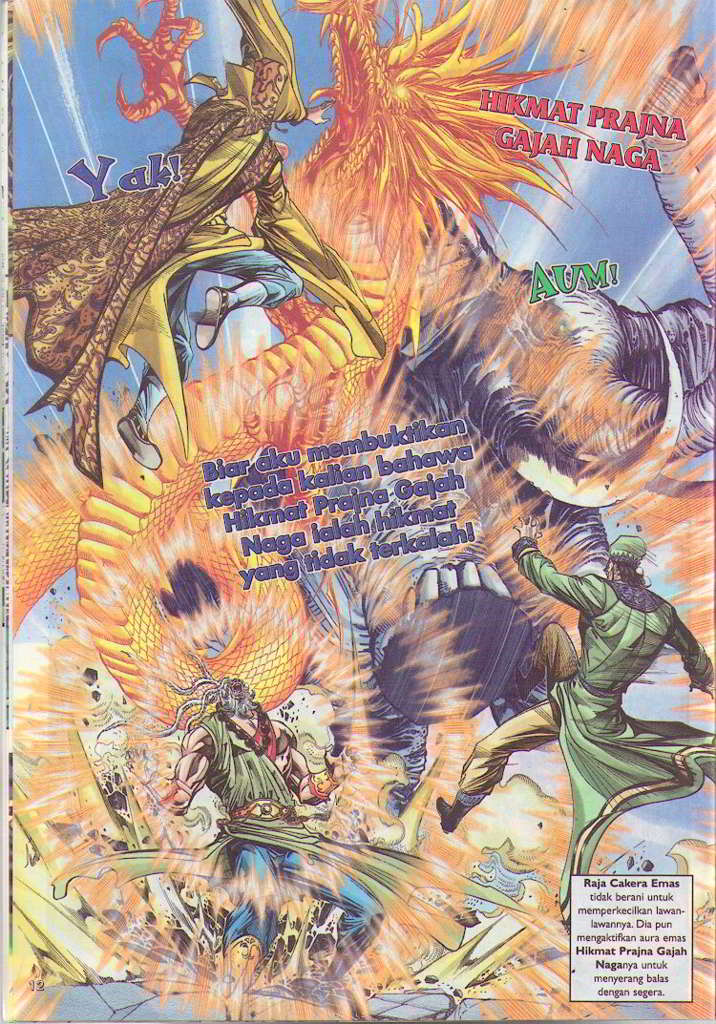 HIKMAT PRAJNA
GAJAH NAGA
Yak!
AUM!
Biar aku membuktikan
kepada kalian bahawa
Hikmat Prajna Gajah
Naga ialah hikmat
yang tidak terkalah!
Raja Cakera Emas
tidak berani untuk
memperkecilkan lawan-
lawannya. Dia pun
mengaktifkan aura emas
Hikmat Prajna Gajah
Naganya untuk
menyerang balas
dengan segera.
12